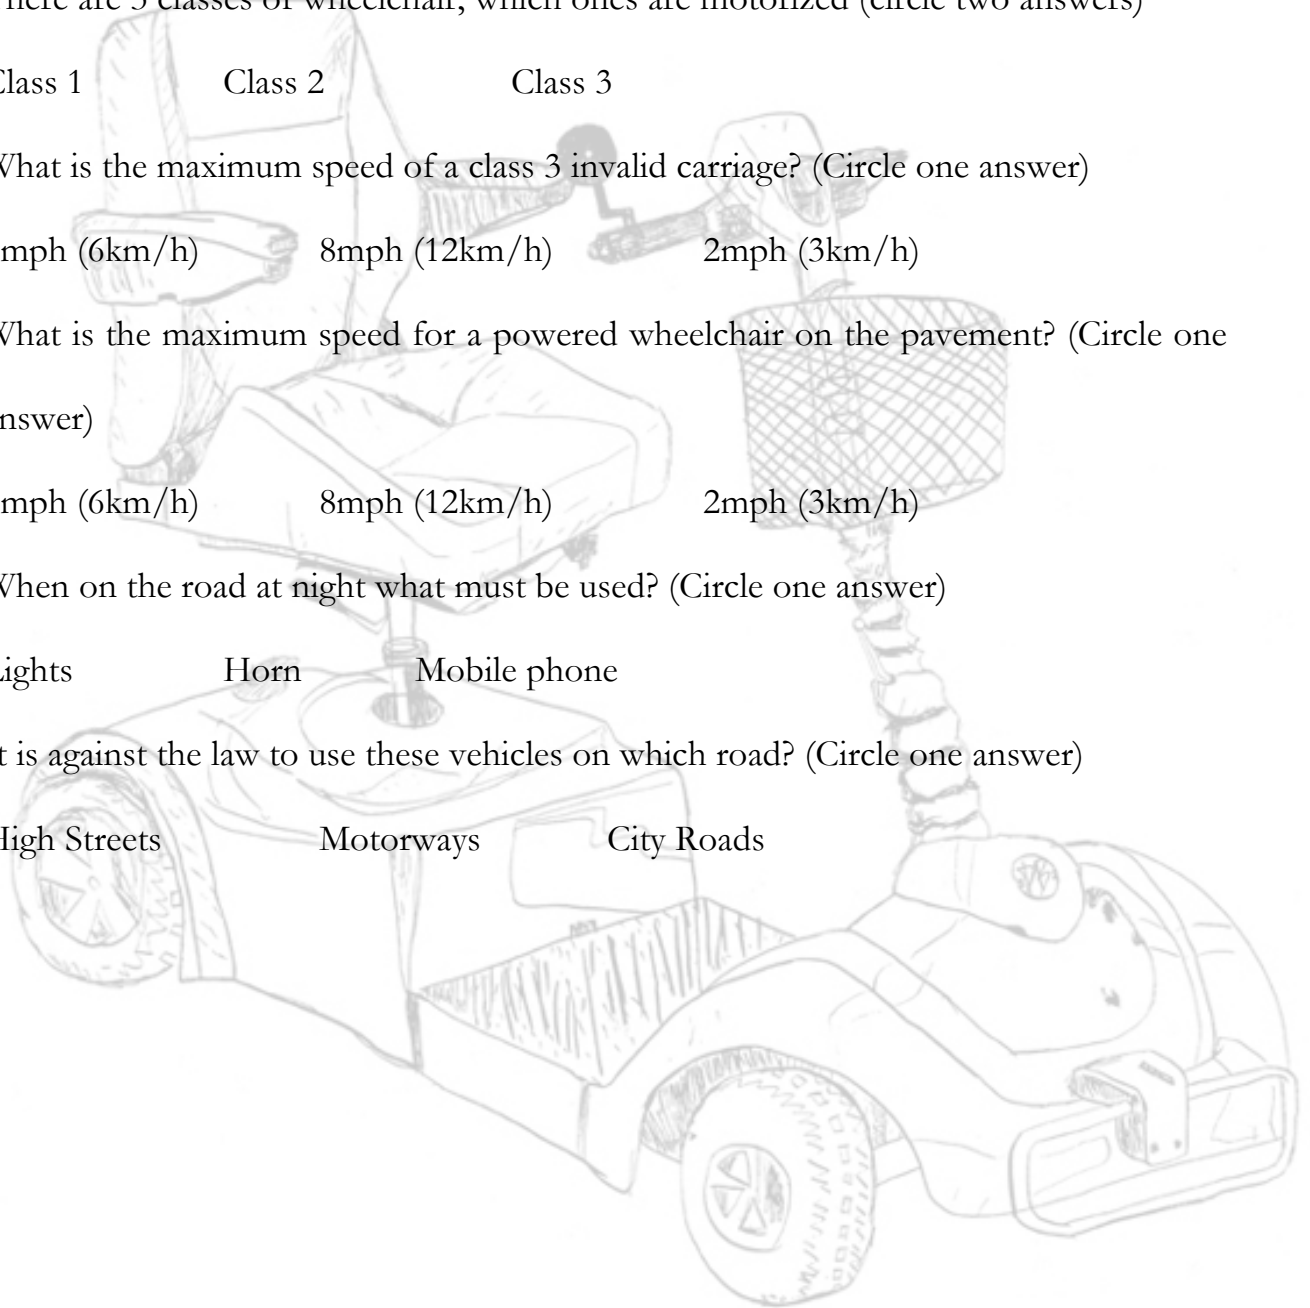 here are 3 classes of wheelchair, which ones are motorized (circle two answers)
Class 1 Class 2 Class 3
What is the maximum speed of a class 3 invalid carriage? (Circle one answer)
mph (6km/h) 8mph (12km/h) 2mph (3km/h)
What is the maximum speed for a powered wheelchair on the pavement? (Circle one
nswer)
mph (6km/h) 8mph (12km/h) 2mph (3km/h)
When on the road at night what must be used? (Circle one answer)
Lights Horn Mobile phone
t is against the law to use these vehicles on which road? (Circle one answer)
High Streets Motorways City Roads